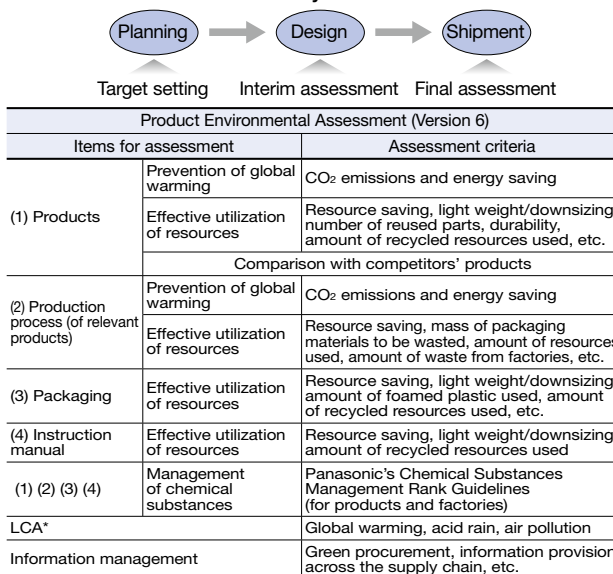 Planning
Design
Shipment
Target setting
Interim assessment
Final assessment
Product Environmental Assessment (Version 6)
Items for assessment
Assessment criteria
(1) Products
Prevention of global
warming
CO2 emissions and energy saving
Effective utilization
of resources
Resource saving, light weight/downsizing
number of reused parts, durability,
amount of recycled resources used, etc.
Comparison with competitors' products
(2) Production
process (of relevant
products)
Prevention of global
warming
CO2 emissions and energy saving
Effective utilization
of resources
Resource saving, mass of packaging
materials to be wasted, amount of resources
used, amount of waste from factories, etc.
(3) Packaging
Effective utilization
of resources
Resource saving, light weight/downsizing
amount of foamed plastic used, amount
of recycled resources used, etc.
(4) Instruction
manual
Effective utilization
of resources
Resource saving, light weight/downsizing
amount of recycled resources used
(1) (2) (3) (4)
Management
of chemical
substances
Panasonic's Chemical Substances
Management Rank Guidelines
(for products and factories)
LCA*
Global warming, acid rain, air pollution
Information management
Green procurement, information provision
across the supply chain, etc.